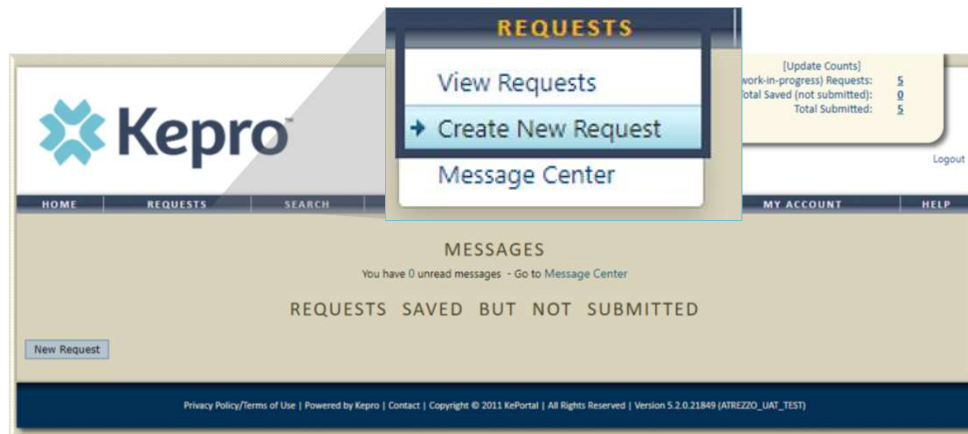 REQUESTS
View Requests
Create New Request
Message Center
[Update Counts]
work-in-progress) Requests: 5
Total Saved (not submitted): 0
Total Submitted: 5
Kepro™
Logout
HOME REQUESTS SEARCH MY ACCOUNT HELP
MESSAGES
You have 0 unread messages - Go to Message Center
REQUESTS SAVED BUT NOT SUBMITTED
New Request
Privacy Policy/Terms of Use | Powered by Kepro | Contact | Copyright © 2011 KePortal | All Rights Reserved | Version 5.2.0.21849 (ATREZZO_UAT_TEST)